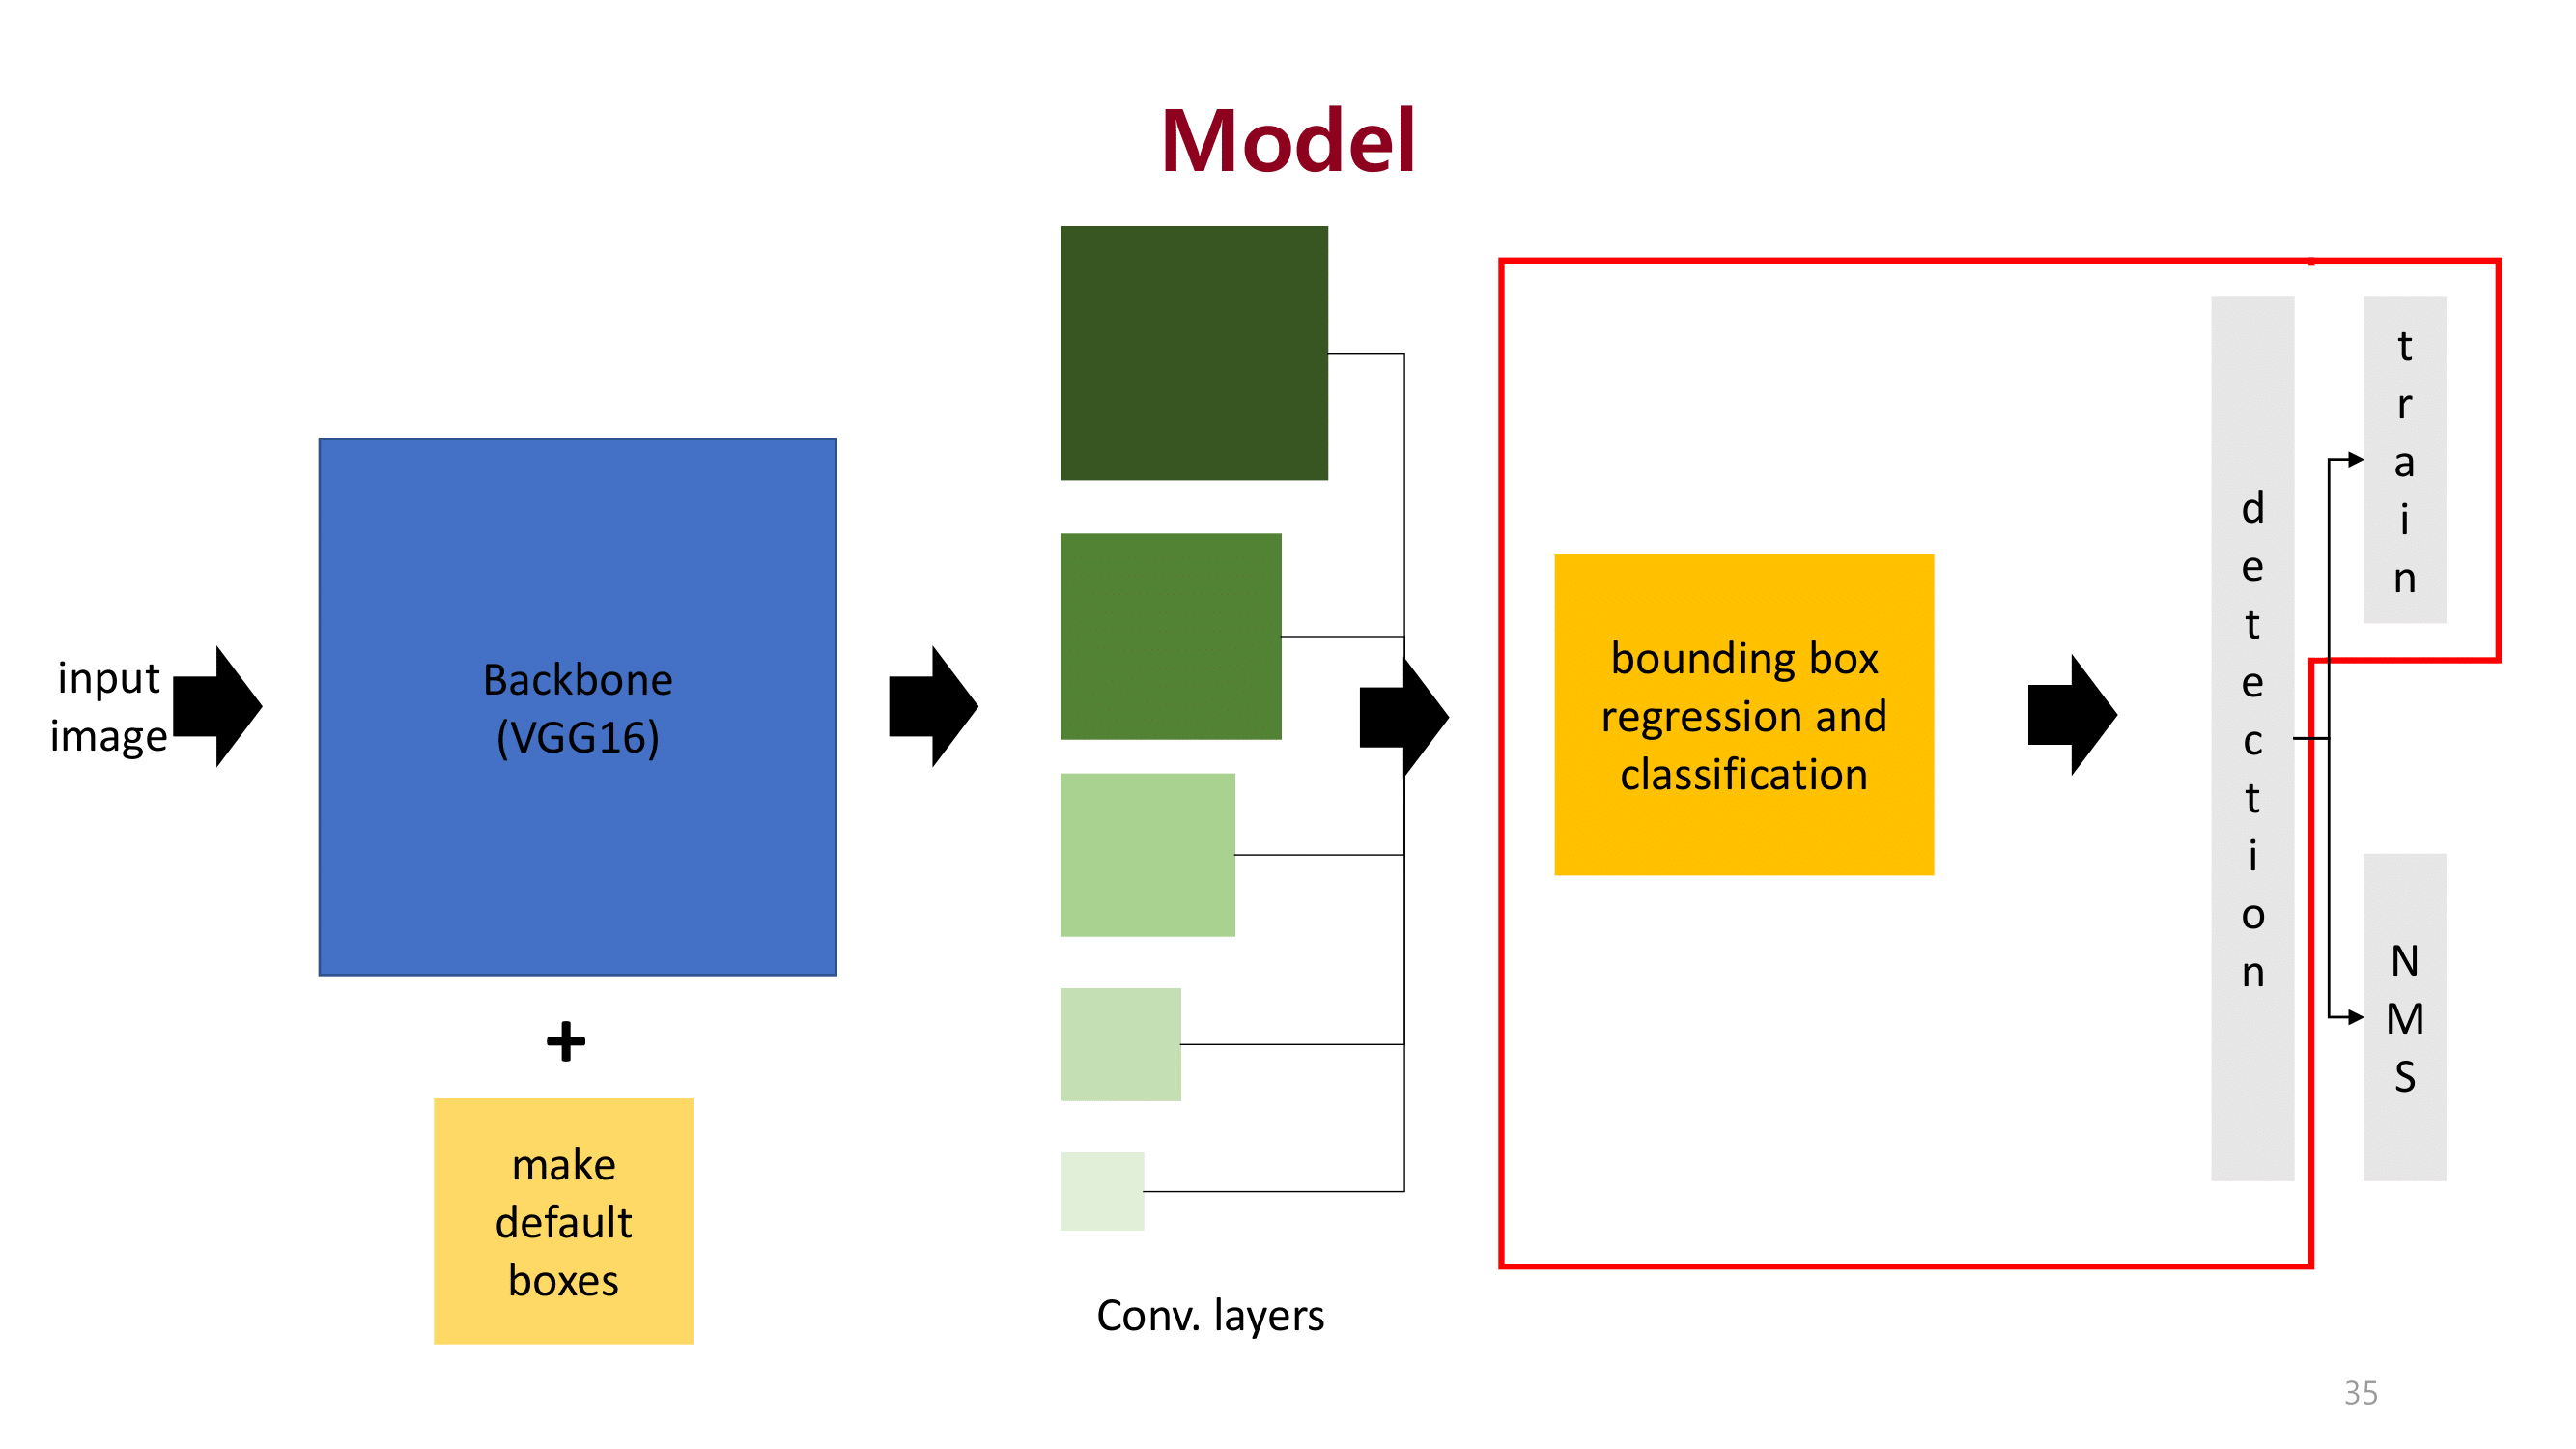 Model
input
image
Backbone
(VGG16)
+
make
default
boxes
Conv. layers
bounding box
regression and
classification
detection
train
NMS
35